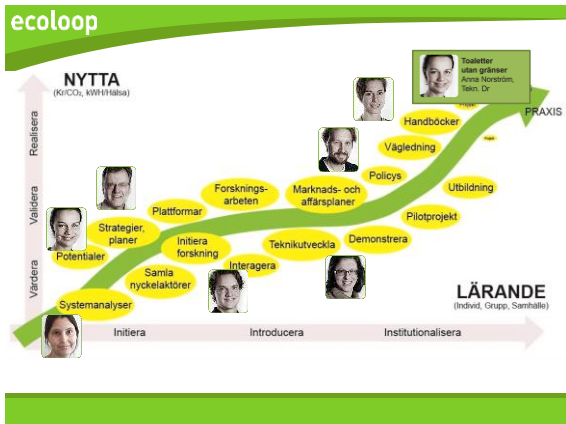 ecoloop
NYTTA
(Kr/CO₂, kWH/Hälsa)
Toaletter
utan gränser
Anna Norström,
Tekn. Dr
PRAXIS
Handböcker
Vägledning
Policys
Utbildning
Marknads- och
affärsplaner
Pilotprojekt
Forsknings-
arbeten
Plattformar
Demonstrera
Strategier,
planer
Initiera
forskning
Teknikutveckla
Interagera
Potentialer
Samla
nyckelaktörer
Systemanalyser
Realisera
Validera
Värdera
LÄRANDE
(Individ, Grupp, Samhälle)
Initiera
Introducera
Institutionalisera